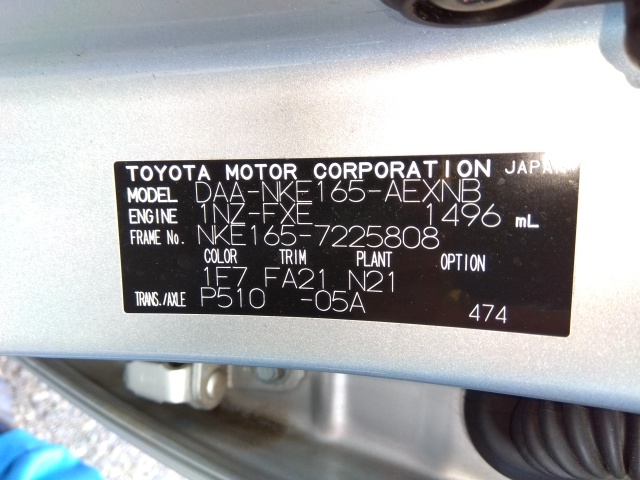 TOYOTA MOTOR CORPORATION JAPAN
MODEL DAA-NKE165-AEXNB
ENGINE 1NZ-FXE 1496 mL
FRAME No. NKE165-7225808
COLOR TRIM PLANT OPTION
1F7 FA21 N21
TRANS./AXLE P510 -05A
474